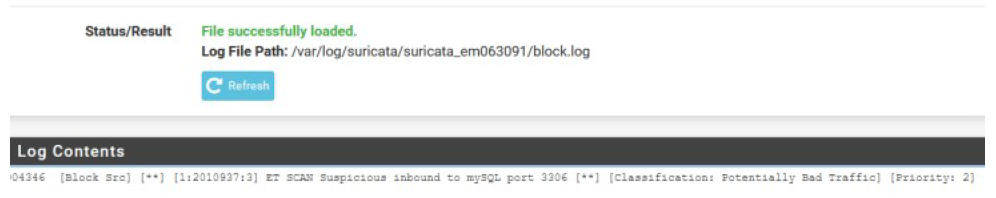 Status/Result File successfully loaded.
Log File Path: /var/log/suricata/suricata_em063091/block.log
Refresh
Log Contents
04346 [Block Src] [**] [1:2010937:3] ET SCAN Suspicious inbound to mySQL port 3306 [**] [Classification: Potentially Bad Traffic] [Priority: 2]